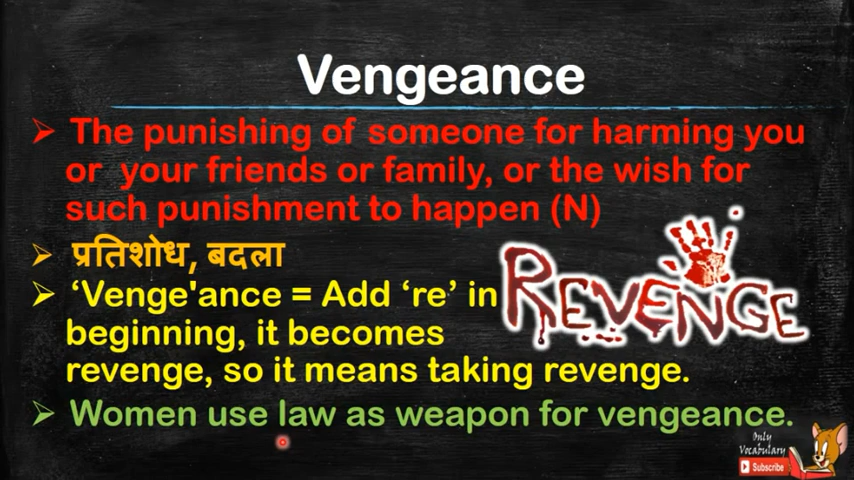 Vengeance
➢ The punishing of someone for harming you
or your friends or family, or the wish for
such punishment to happen (N)
➢ प्रतिशोध, बदला
➢ ‘Venge'ance = Add ‘re’ in
beginning, it becomes
revenge, so it means taking revenge.
REVENGE
➢ Women use law as weapon for vengeance.
Only
Vocabulary
Subscribe